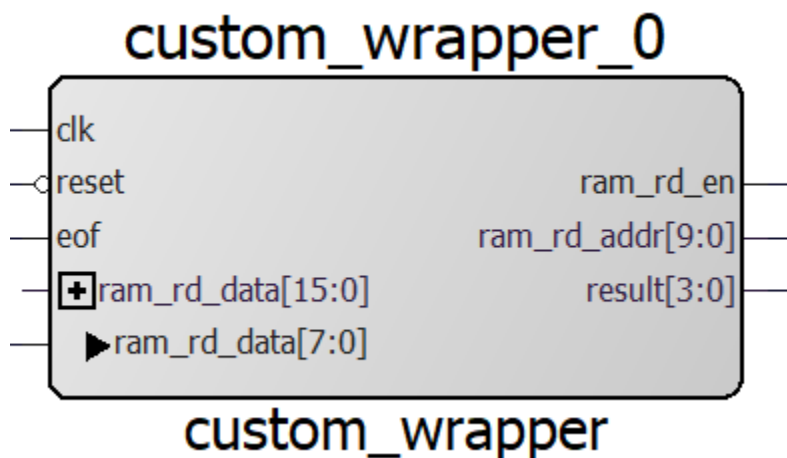 custom_wrapper_0
clk
reset
eof
ram_rd_data[15:0]
ram_rd_data[7:0]
ram_rd_en
ram_rd_addr[9:0]
result[3:0]
custom_wrapper